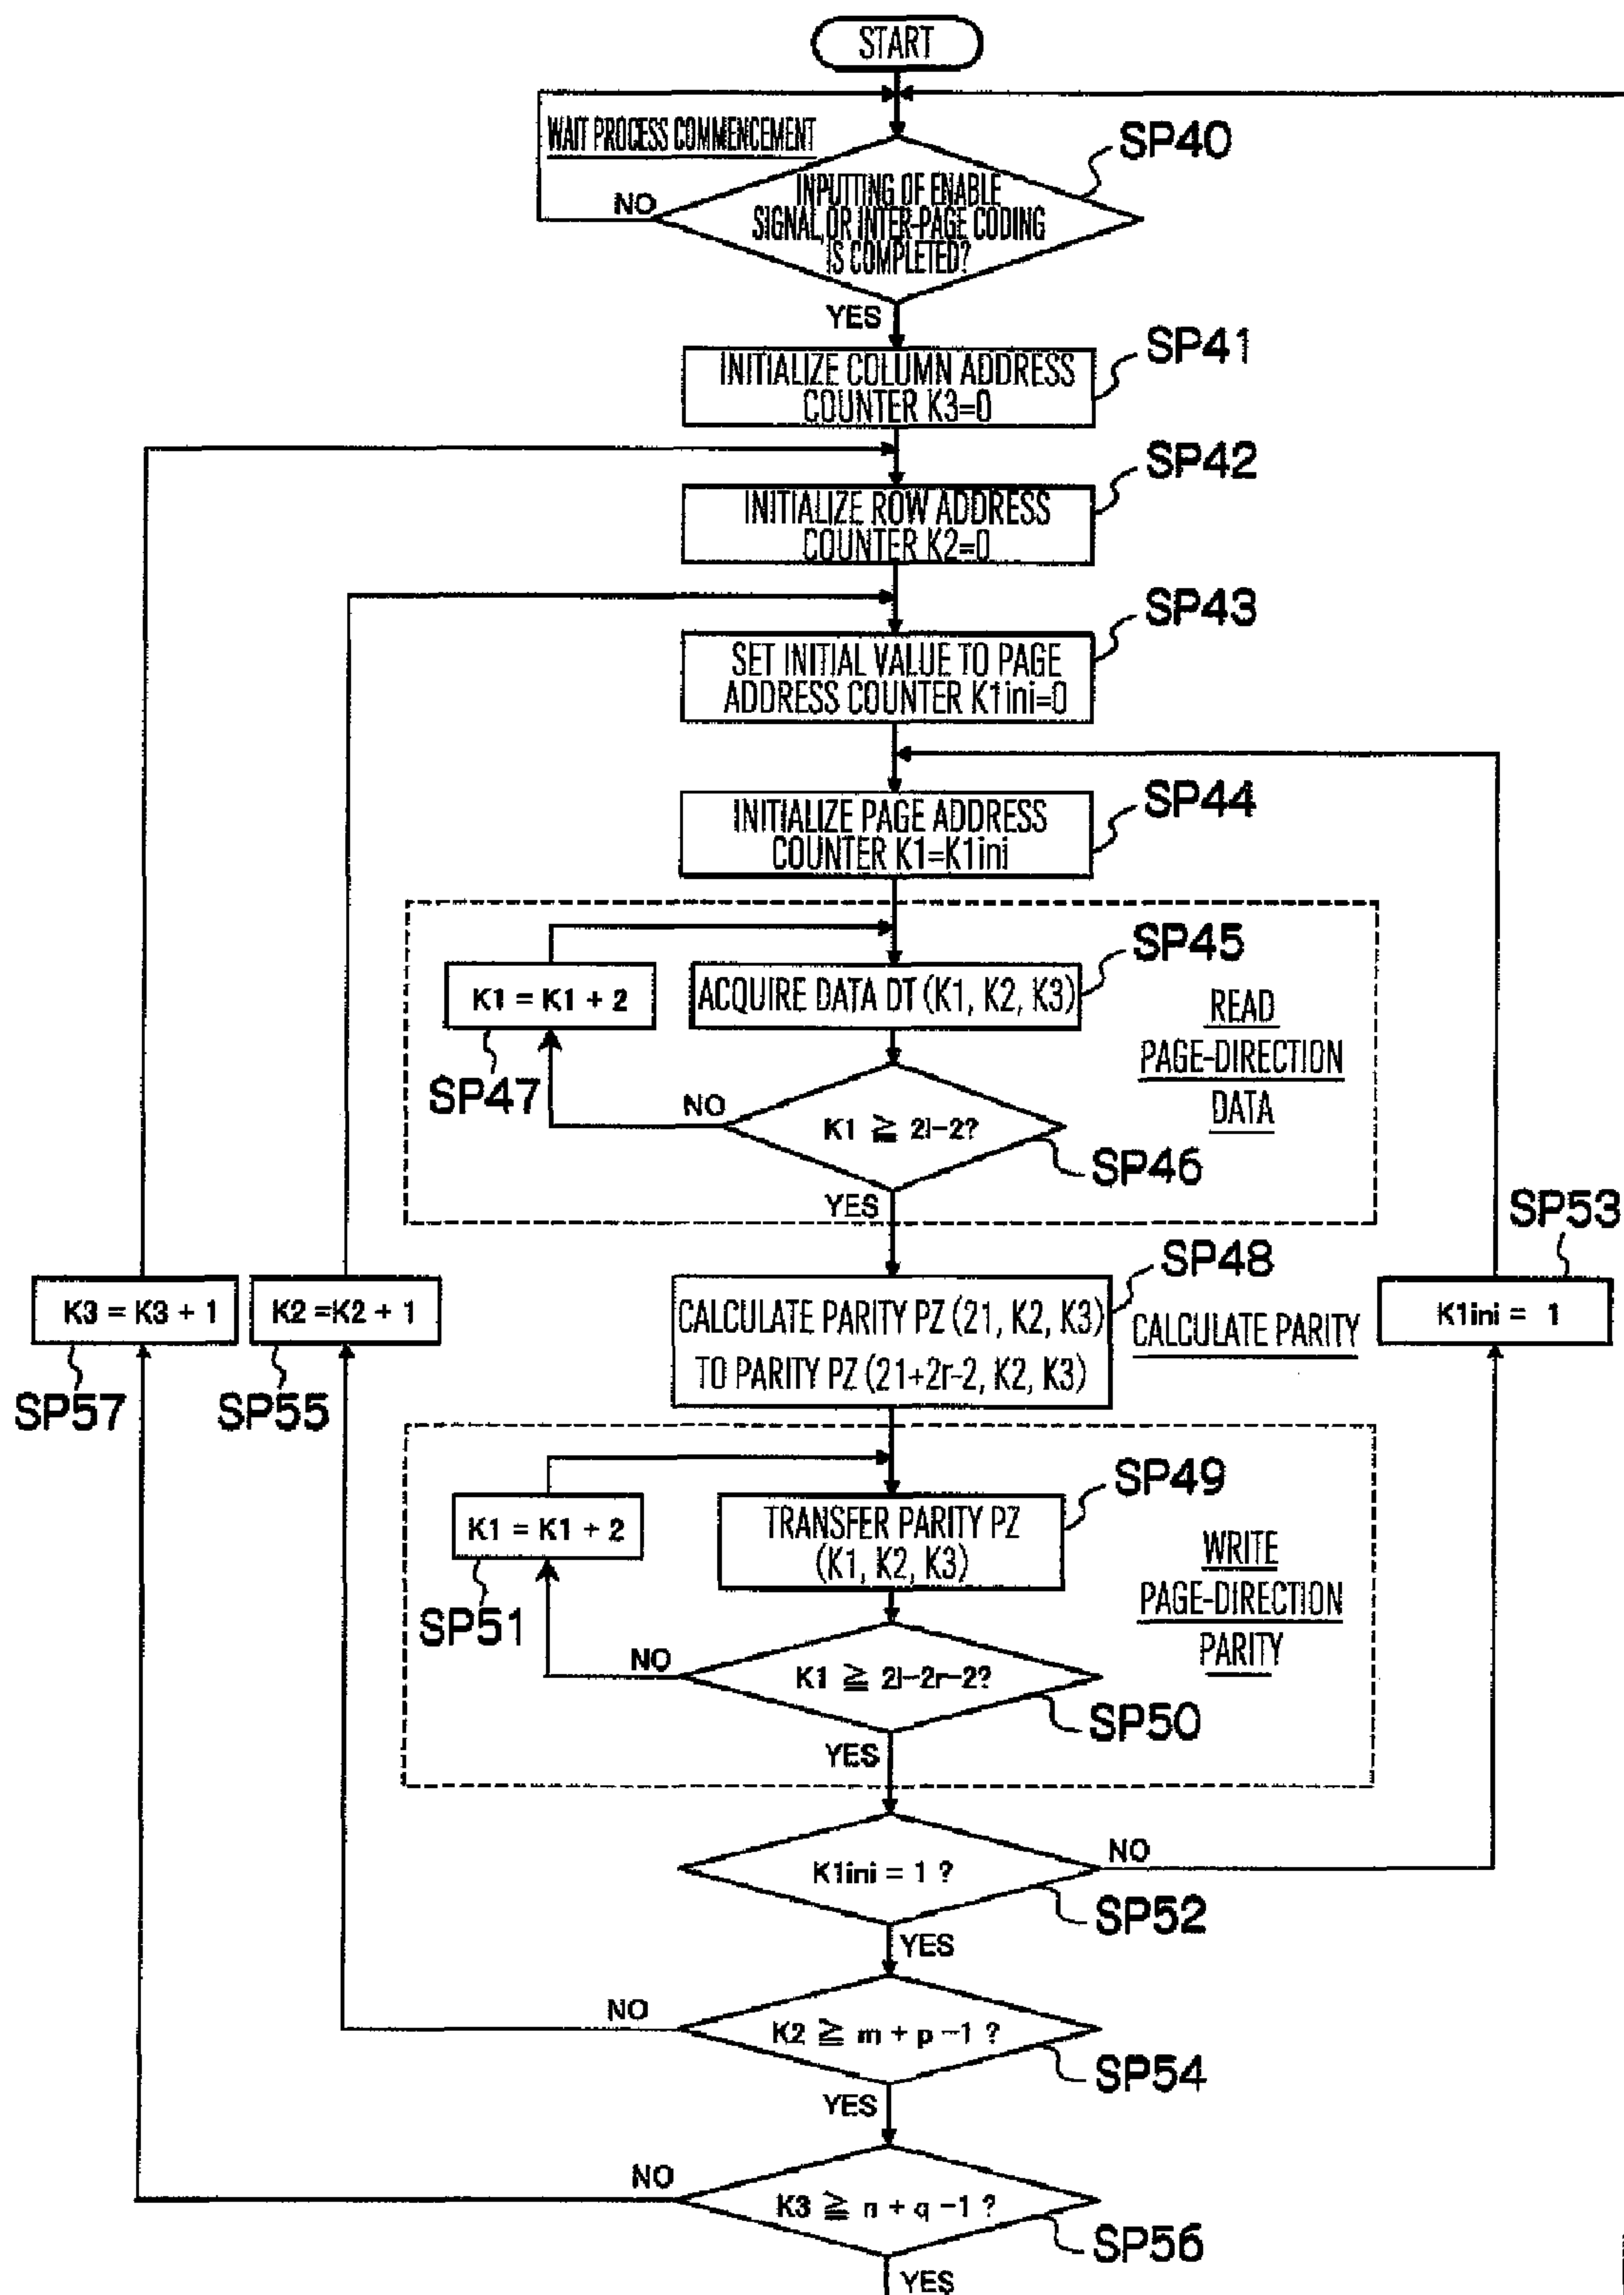 START
WAIT PROCESS COMMENCEMENT
SP40
INPUTTING OF ENABLE
SIGNAL, OR INTER-PAGE CODING
IS COMPLETED?
NO
YES
SP41
INITIALIZE COLUMN ADDRESS
COUNTER K3=0
SP42
INITIALIZE ROW ADDRESS
COUNTER K2=0
SP43
SET INITIAL VALUE TO PAGE
ADDRESS COUNTER K1ini=0
SP44
INITIALIZE PAGE ADDRESS
COUNTER K1=K1ini
SP45
K1 = K1 + 2
ACQUIRE DATA DT (K1, K2, K3)
READ
PAGE-DIRECTION
DATA
SP47
NO
K1 ≧ 2l-2?
SP46
YES
SP53
SP48
K3 = K3 + 1
K2 =K2 + 1
CALCULATE PARITY PZ (21, K2, K3)
TO PARITY PZ (21+2r-2, K2, K3)
CALCULATE PARITY
K1ini = 1
SP57
SP55
SP49
K1 = K1 + 2
TRANSFER PARITY PZ
(K1, K2, K3)
WRITE
PAGE-DIRECTION
PARITY
SP51
NO
K1 ≧ 2l-2r-2?
SP50
YES
K1ini = 1 ?
NO
SP52
YES
NO
K2 ≧ m + p -1 ?
SP54
YES
NO
K3 ≧ n + q -1 ?
SP56
YES